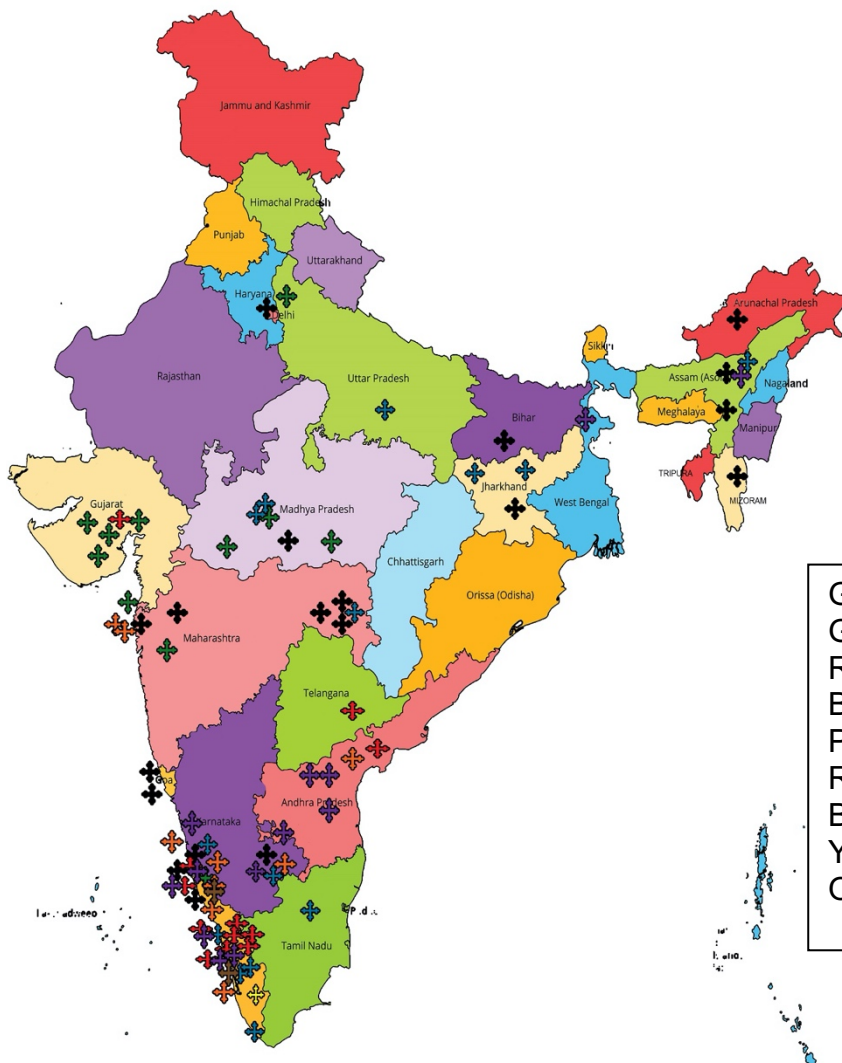 Jammu and Kashmir
Himachal Pradesh
Punjab
Uttarakhand
Haryana
Delhi
Arunachal Pradesh
Rajasthan
Uttar Pradesh
Sikkim
Assam (Aso
Nagaland
Bihar
Meghalaya
Manipur
TRIPURA
MIZORAM
Jharkhand
West Bengal
Gujarat
Madhya Pradesh
Chhattisgarh
Orissa (Odisha)
Maharashtra
Telangana
Goa
Andhra Pradesh
Karnataka
Tamil Nadu
G
G
R
B
P
R
B
Y